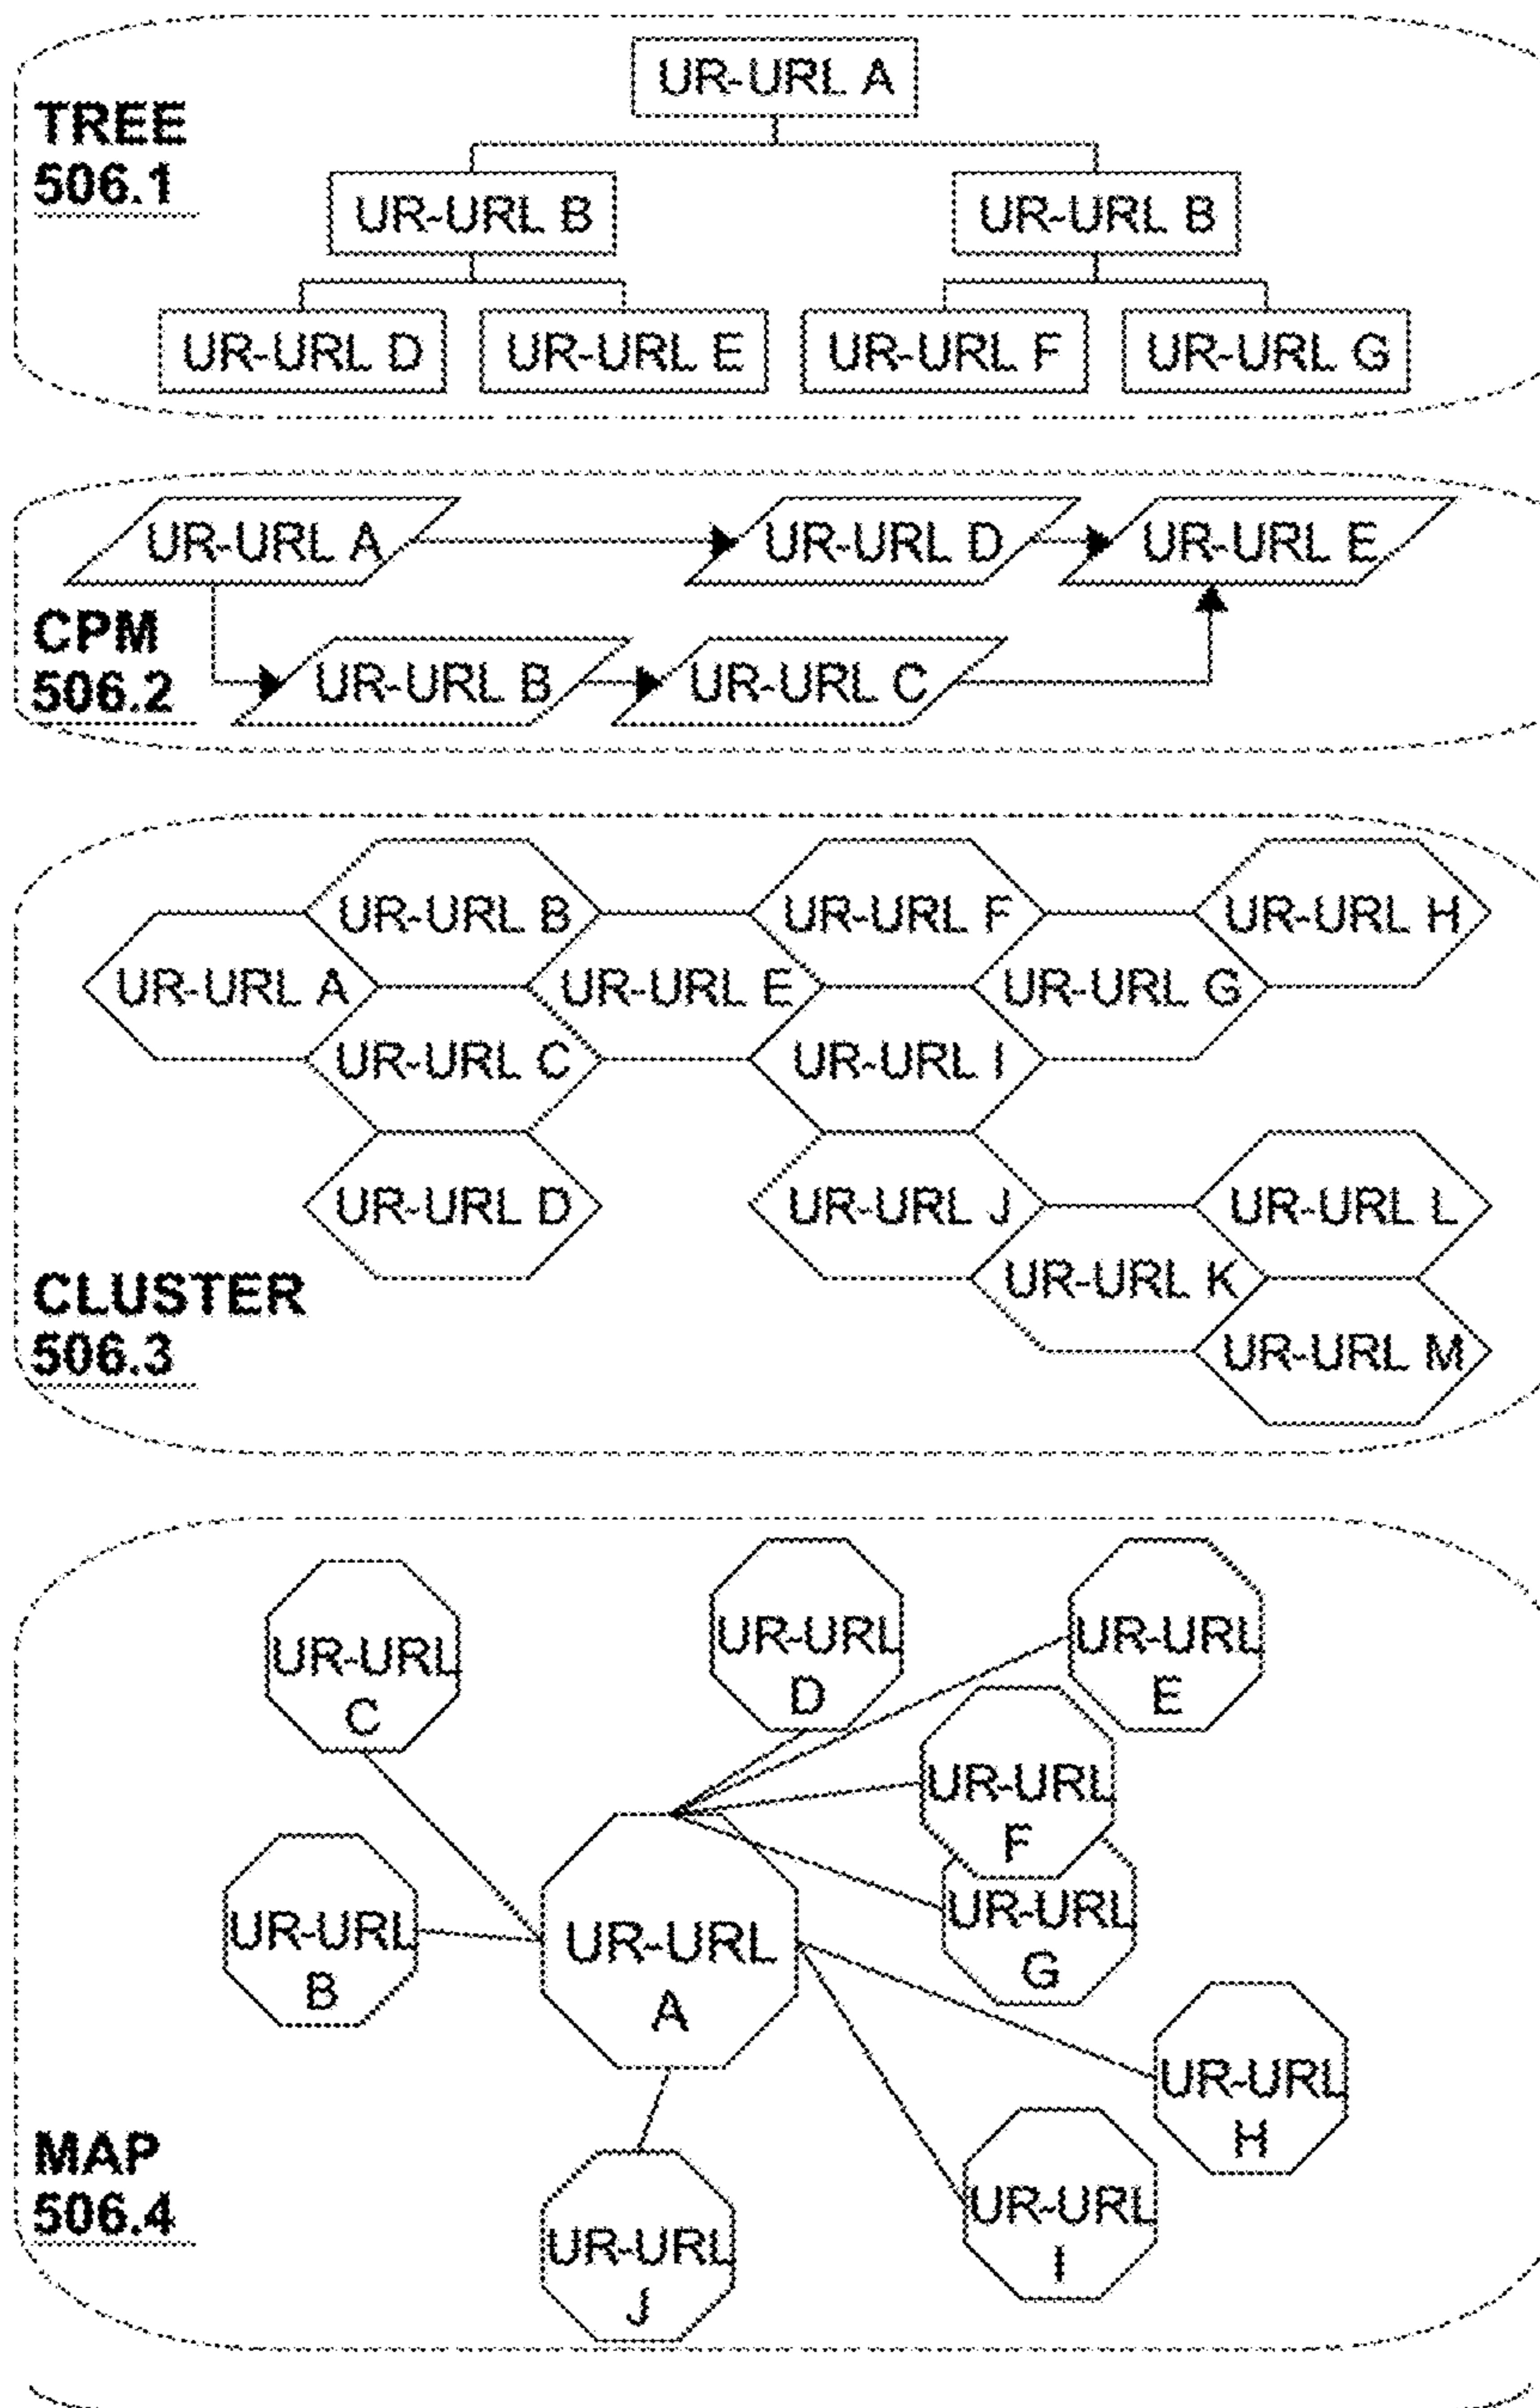 UR-URL A
TREE
506.1
UR-URL B
UR-URL B
UR-URL D
UR-URL E
UR-URL F
UR-URL G
UR-URL A
UR-URL D
UR-URL E
CPM
506.2
UR-URL B
UR-URL C
UR-URL B
UR-URL F
UR-URL H
UR-URL A
UR-URL E
UR-URL G
UR-URL C
UR-URL I
UR-URL D
UR-URL J
UR-URL L
UR-URL K
UR-URL M
CLUSTER
506.3
UR-URL
C
UR-URL
D
UR-URL
E
UR-URL
F
UR-URL
B
UR-URL
A
UR-URL
G
UR-URL
H
MAP
506.4
UR-URL
I
UR-URL
J